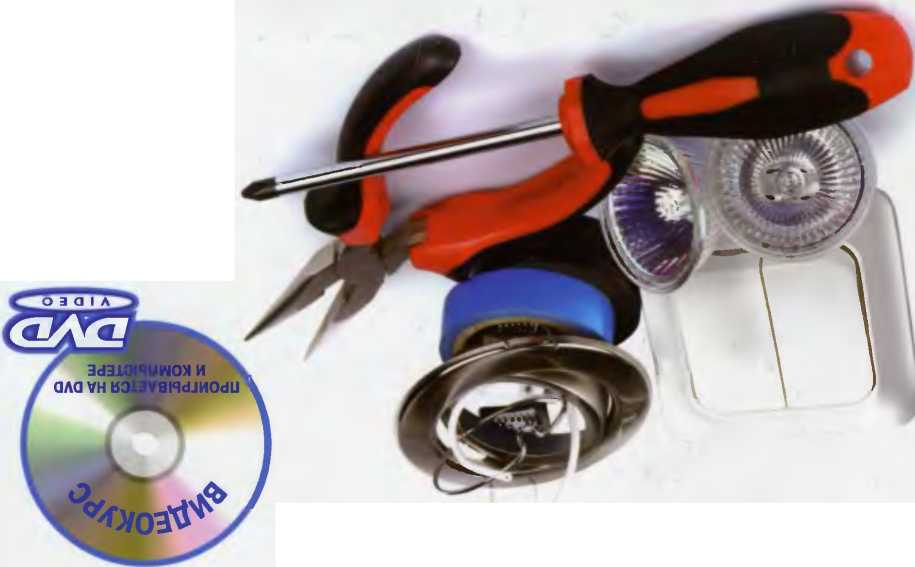 ВИДЕОКУРС
ПРОИГРЫВАЕТСЯ НА DVD
И КОМПЬЮТЕРЕ
DVD
VIDEO